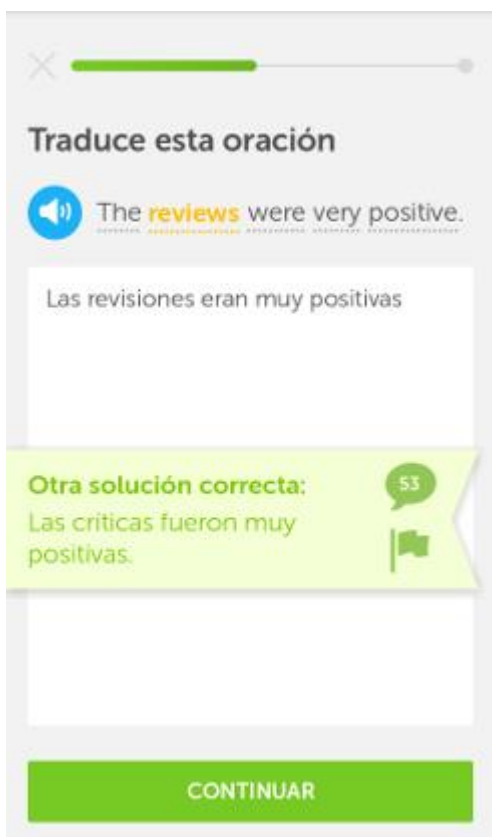 Traduce esta oración
The reviews were very positive.
Las revisiones eran muy positivas
Otra solución correcta:
53
Las críticas fueron muy
positivas.
CONTINUAR